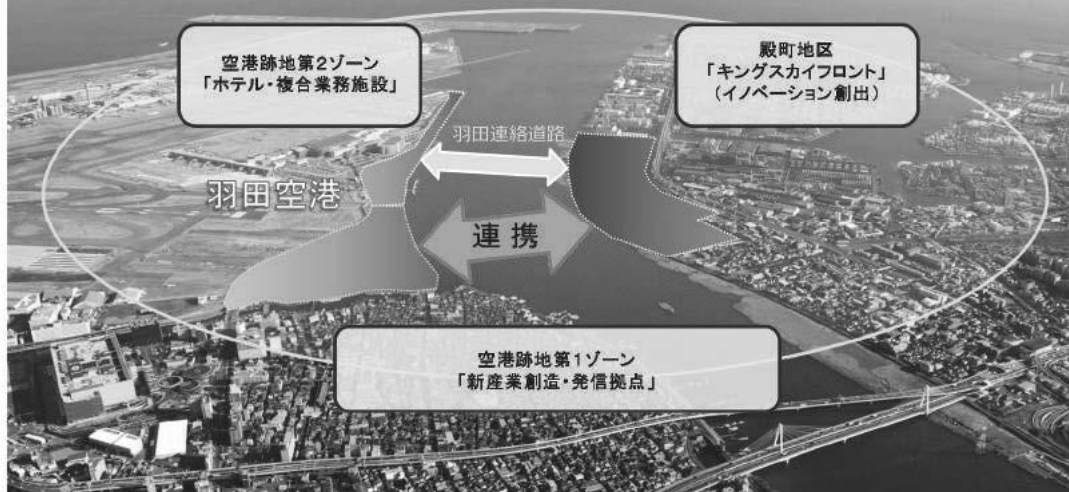 空港跡地第2ゾーン
「ホテル・複合業務施設」
殿町地区
「キングスカイフロント」
(イノベーション創出)
羽田連絡道路
羽田空港
連携
空港跡地第1ゾーン
「新産業創造・発信拠点」